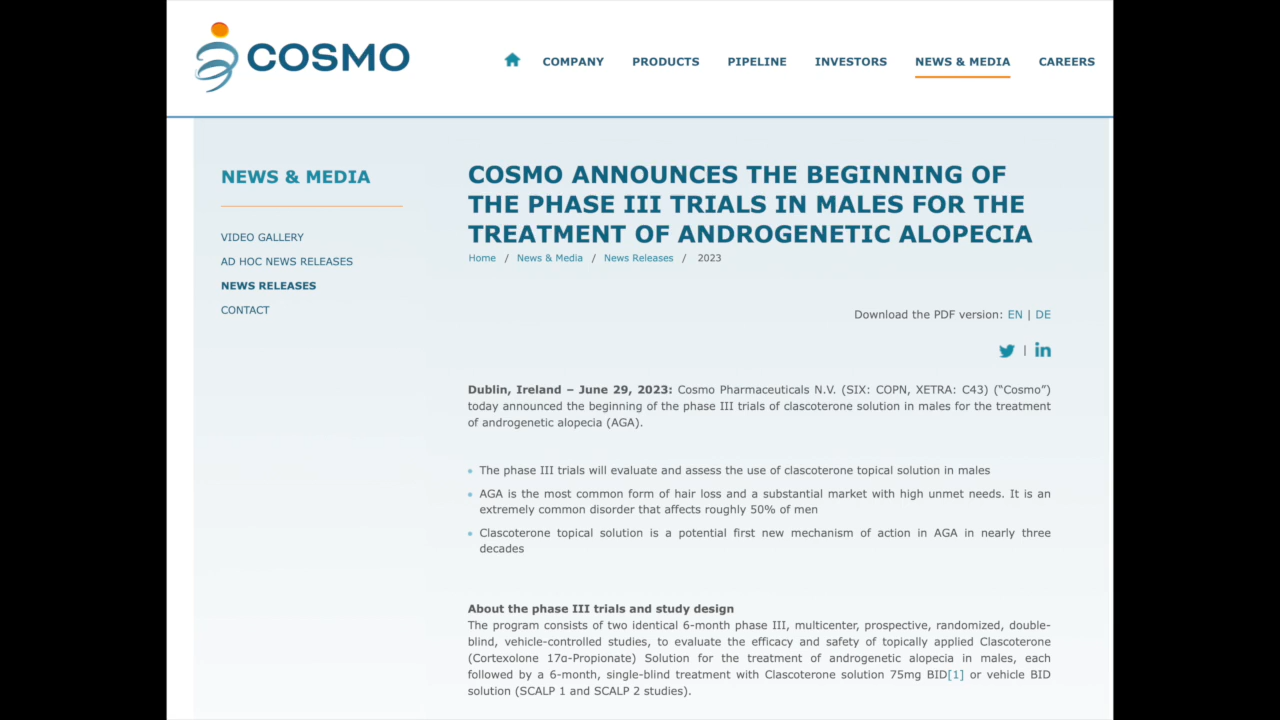 COSMO
COMPANY PRODUCTS PIPELINE INVESTORS NEWS & MEDIA CAREERS
NEWS & MEDIA
VIDEO GALLERY
AD HOC NEWS RELEASES
NEWS RELEASES
CONTACT
COSMO ANNOUNCES THE BEGINNING OF
THE PHASE III TRIALS IN MALES FOR THE
TREATMENT OF ANDROGENETIC ALOPECIA
Home / News & Media / News Releases / 2023
Download the PDF version: EN | DE
|
Dublin, Ireland – June 29, 2023: Cosmo Pharmaceuticals N.V. (SIX: COPN, XETRA: C43) (“Cosmo”)
today announced the beginning of the phase III trials of clascoterone solution in males for the treatment
of androgenetic alopecia (AGA).
• The phase III trials will evaluate and assess the use of clascoterone topical solution in males
• AGA is the most common form of hair loss and a substantial market with high unmet needs. It is an
extremely common disorder that affects roughly 50% of men
• Clascoterone topical solution is a potential first new mechanism of action in AGA in nearly three
decades
About the phase III trials and study design
The program consists of two identical 6-month phase III, multicenter, prospective, randomized, double-
blind, vehicle-controlled studies, to evaluate the efficacy and safety of topically applied Clascoterone
(Cortexolone 17α-Propionate) Solution for the treatment of androgenetic alopecia in males, each
followed by a 6-month, single-blind treatment with Clascoterone solution 75mg BID[1] or vehicle BID
solution (SCALP 1 and SCALP 2 studies).